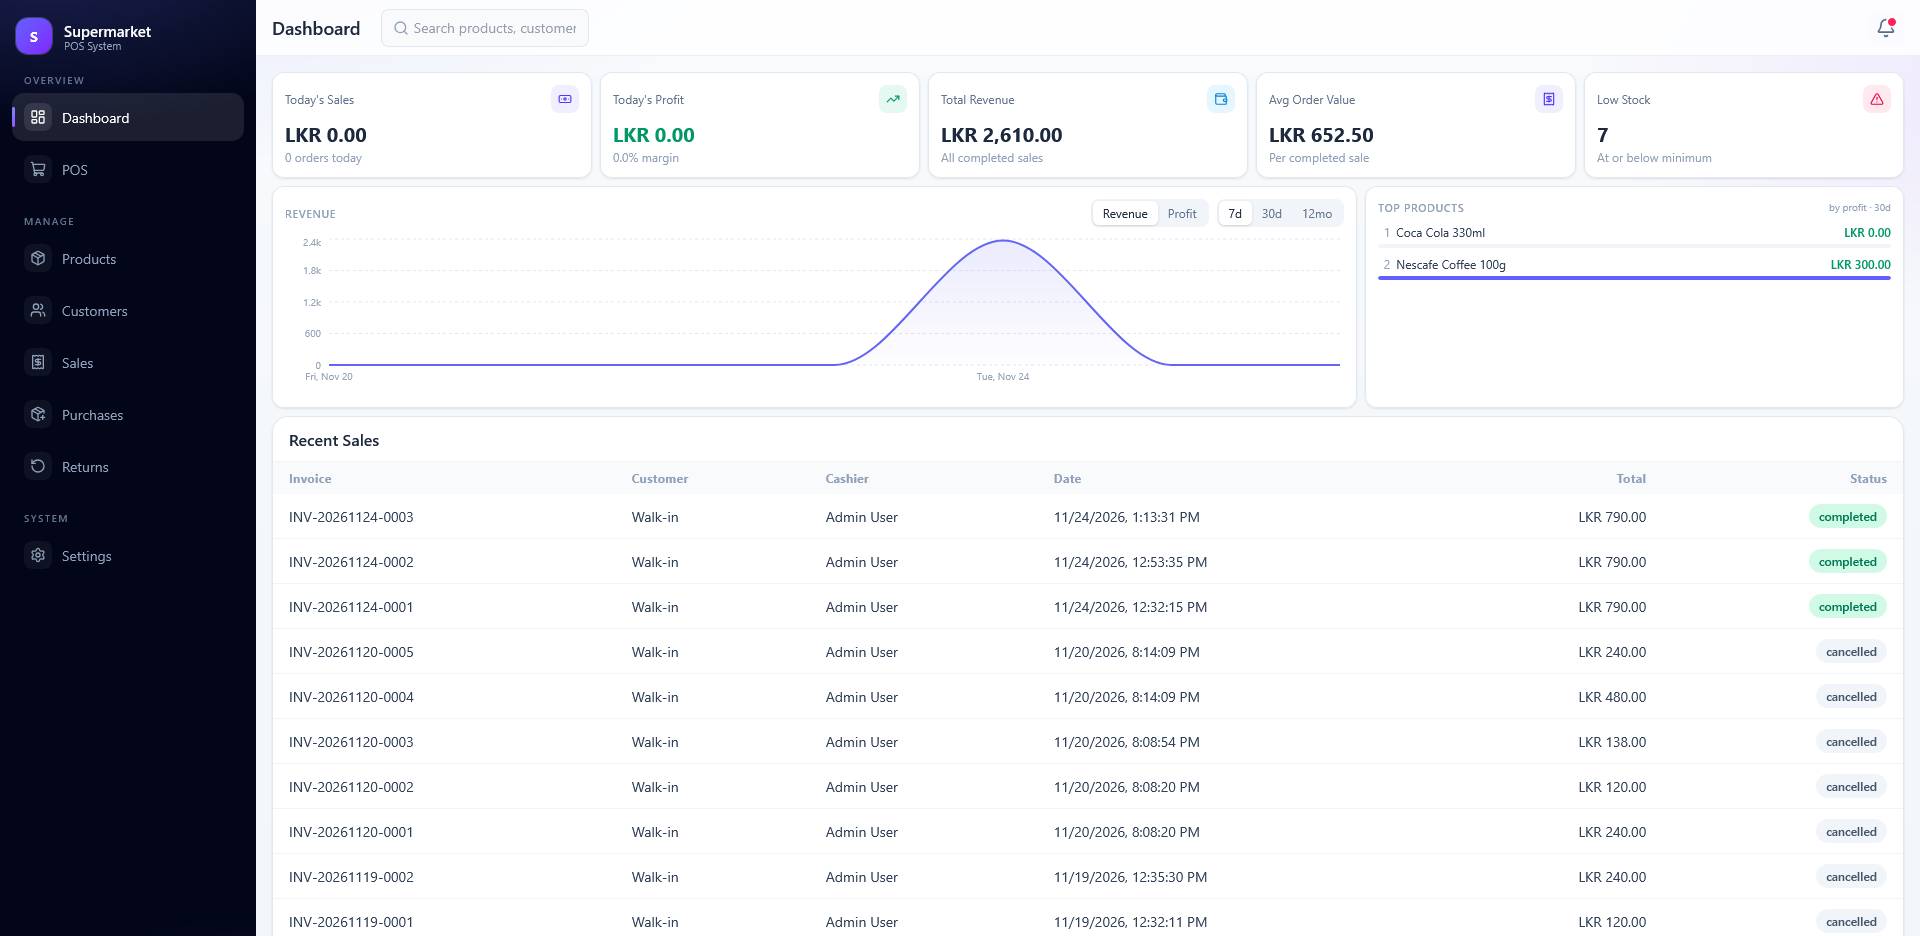 S
Supermarket
POS System
OVERVIEW
Dashboard
POS
MANAGE
Products
Customers
Sales
Purchases
Returns
SYSTEM
Settings
Dashboard
Search products, customer
Today's Sales
LKR 0.00
0 orders today
Today's Profit
LKR 0.00
0.0% margin
Total Revenue
LKR 2,610.00
All completed sales
Avg Order Value
LKR 652.50
Per completed sale
Low Stock
7
At or below minimum
REVENUE
Revenue Profit 7d 30d 12mo
2.4k
1.8k
1.2k
600
0
Fri, Nov 20 Tue, Nov 24
TOP PRODUCTS by profit · 30d
1 Coca Cola 330ml LKR 0.00
2 Nescafe Coffee 100g LKR 300.00
Recent Sales
Invoice Customer Cashier Date Total Status
INV-20261124-0003 Walk-in Admin User 11/24/2026, 1:13:31 PM LKR 790.00 completed
INV-20261124-0002 Walk-in Admin User 11/24/2026, 12:53:35 PM LKR 790.00 completed
INV-20261124-0001 Walk-in Admin User 11/24/2026, 12:32:15 PM LKR 790.00 completed
INV-20261120-0005 Walk-in Admin User 11/20/2026, 8:14:09 PM LKR 240.00 cancelled
INV-20261120-0004 Walk-in Admin User 11/20/2026, 8:14:09 PM LKR 480.00 cancelled
INV-20261120-0003 Walk-in Admin User 11/20/2026, 8:08:54 PM LKR 138.00 cancelled
INV-20261120-0002 Walk-in Admin User 11/20/2026, 8:08:20 PM LKR 120.00 cancelled
INV-20261120-0001 Walk-in Admin User 11/20/2026, 8:08:20 PM LKR 240.00 cancelled
INV-20261119-0002 Walk-in Admin User 11/19/2026, 12:35:30 PM LKR 240.00 cancelled
INV-20261119-0001 Walk-in Admin User 11/19/2026, 12:32:11 PM LKR 120.00 cancelled